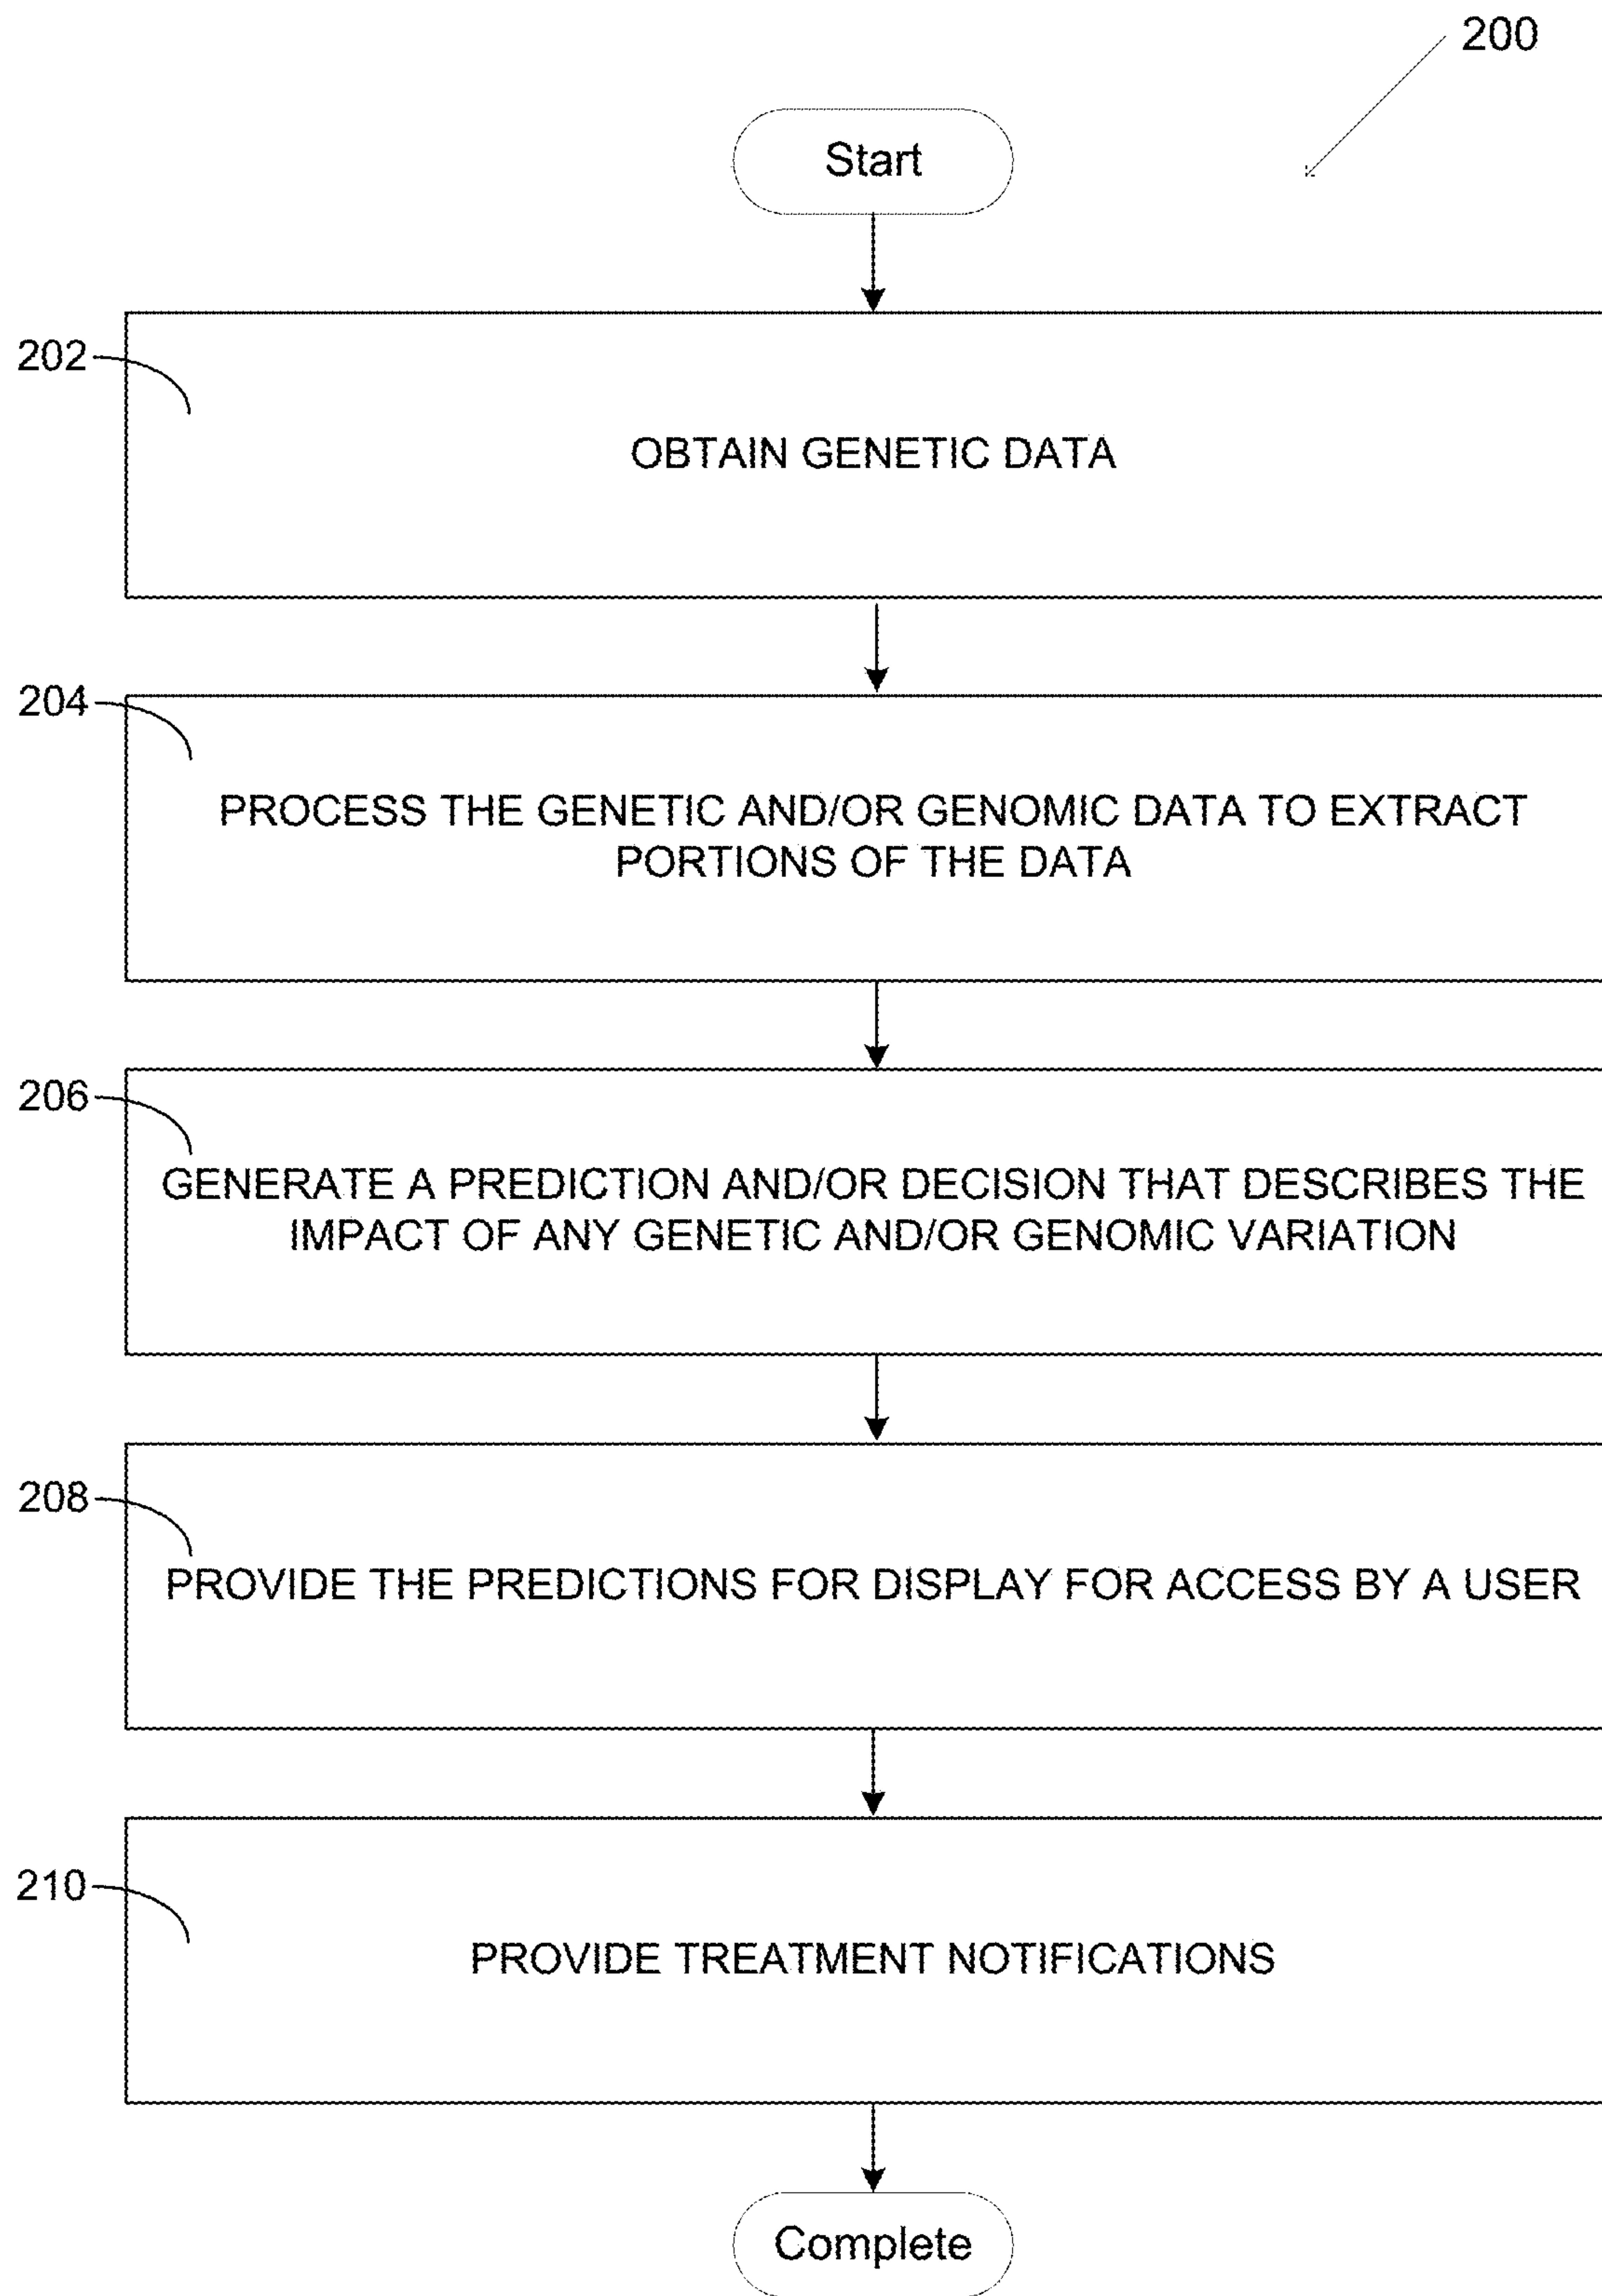 200
Start
202
OBTAIN GENETIC DATA
204
PROCESS THE GENETIC AND/OR GENOMIC DATA TO EXTRACT
PORTIONS OF THE DATA
206
GENERATE A PREDICTION AND/OR DECISION THAT DESCRIBES THE
IMPACT OF ANY GENETIC AND/OR GENOMIC VARIATION
208
PROVIDE THE PREDICTIONS FOR DISPLAY FOR ACCESS BY A USER
210
PROVIDE TREATMENT NOTIFICATIONS
Complete